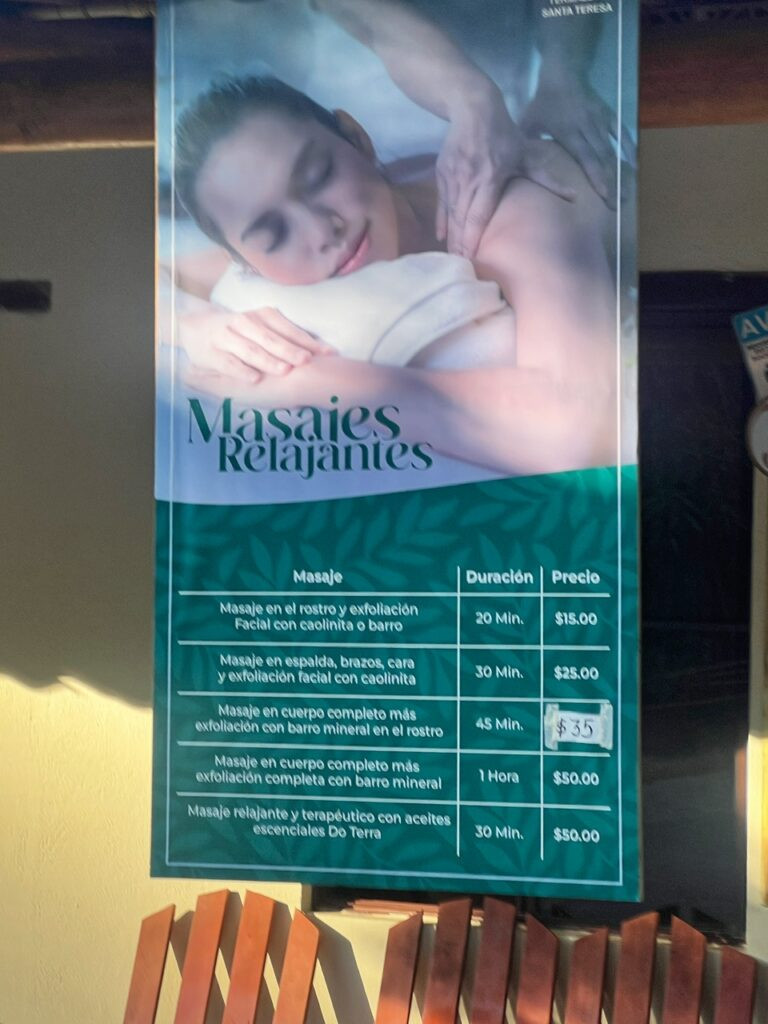 SANTA TERESA
Masajes
Relajantes
Masaje Duración Precio
Masaje en el rostro y exfoliación
Facial con caolinita o barro
20 Min. $15.00
Masaje en espalda, brazos, cara
y exfoliación facial con caolinita
30 Min. $25.00
Masaje en cuerpo completo más
exfoliación con barro mineral en el rostro
45 Min. $35
Masaje en cuerpo completo más
exfoliación completa con barro mineral
1 Hora $50.00
Masaje relajante y terapéutico con aceites
escenciales Do Terra
30 Min. $50.00